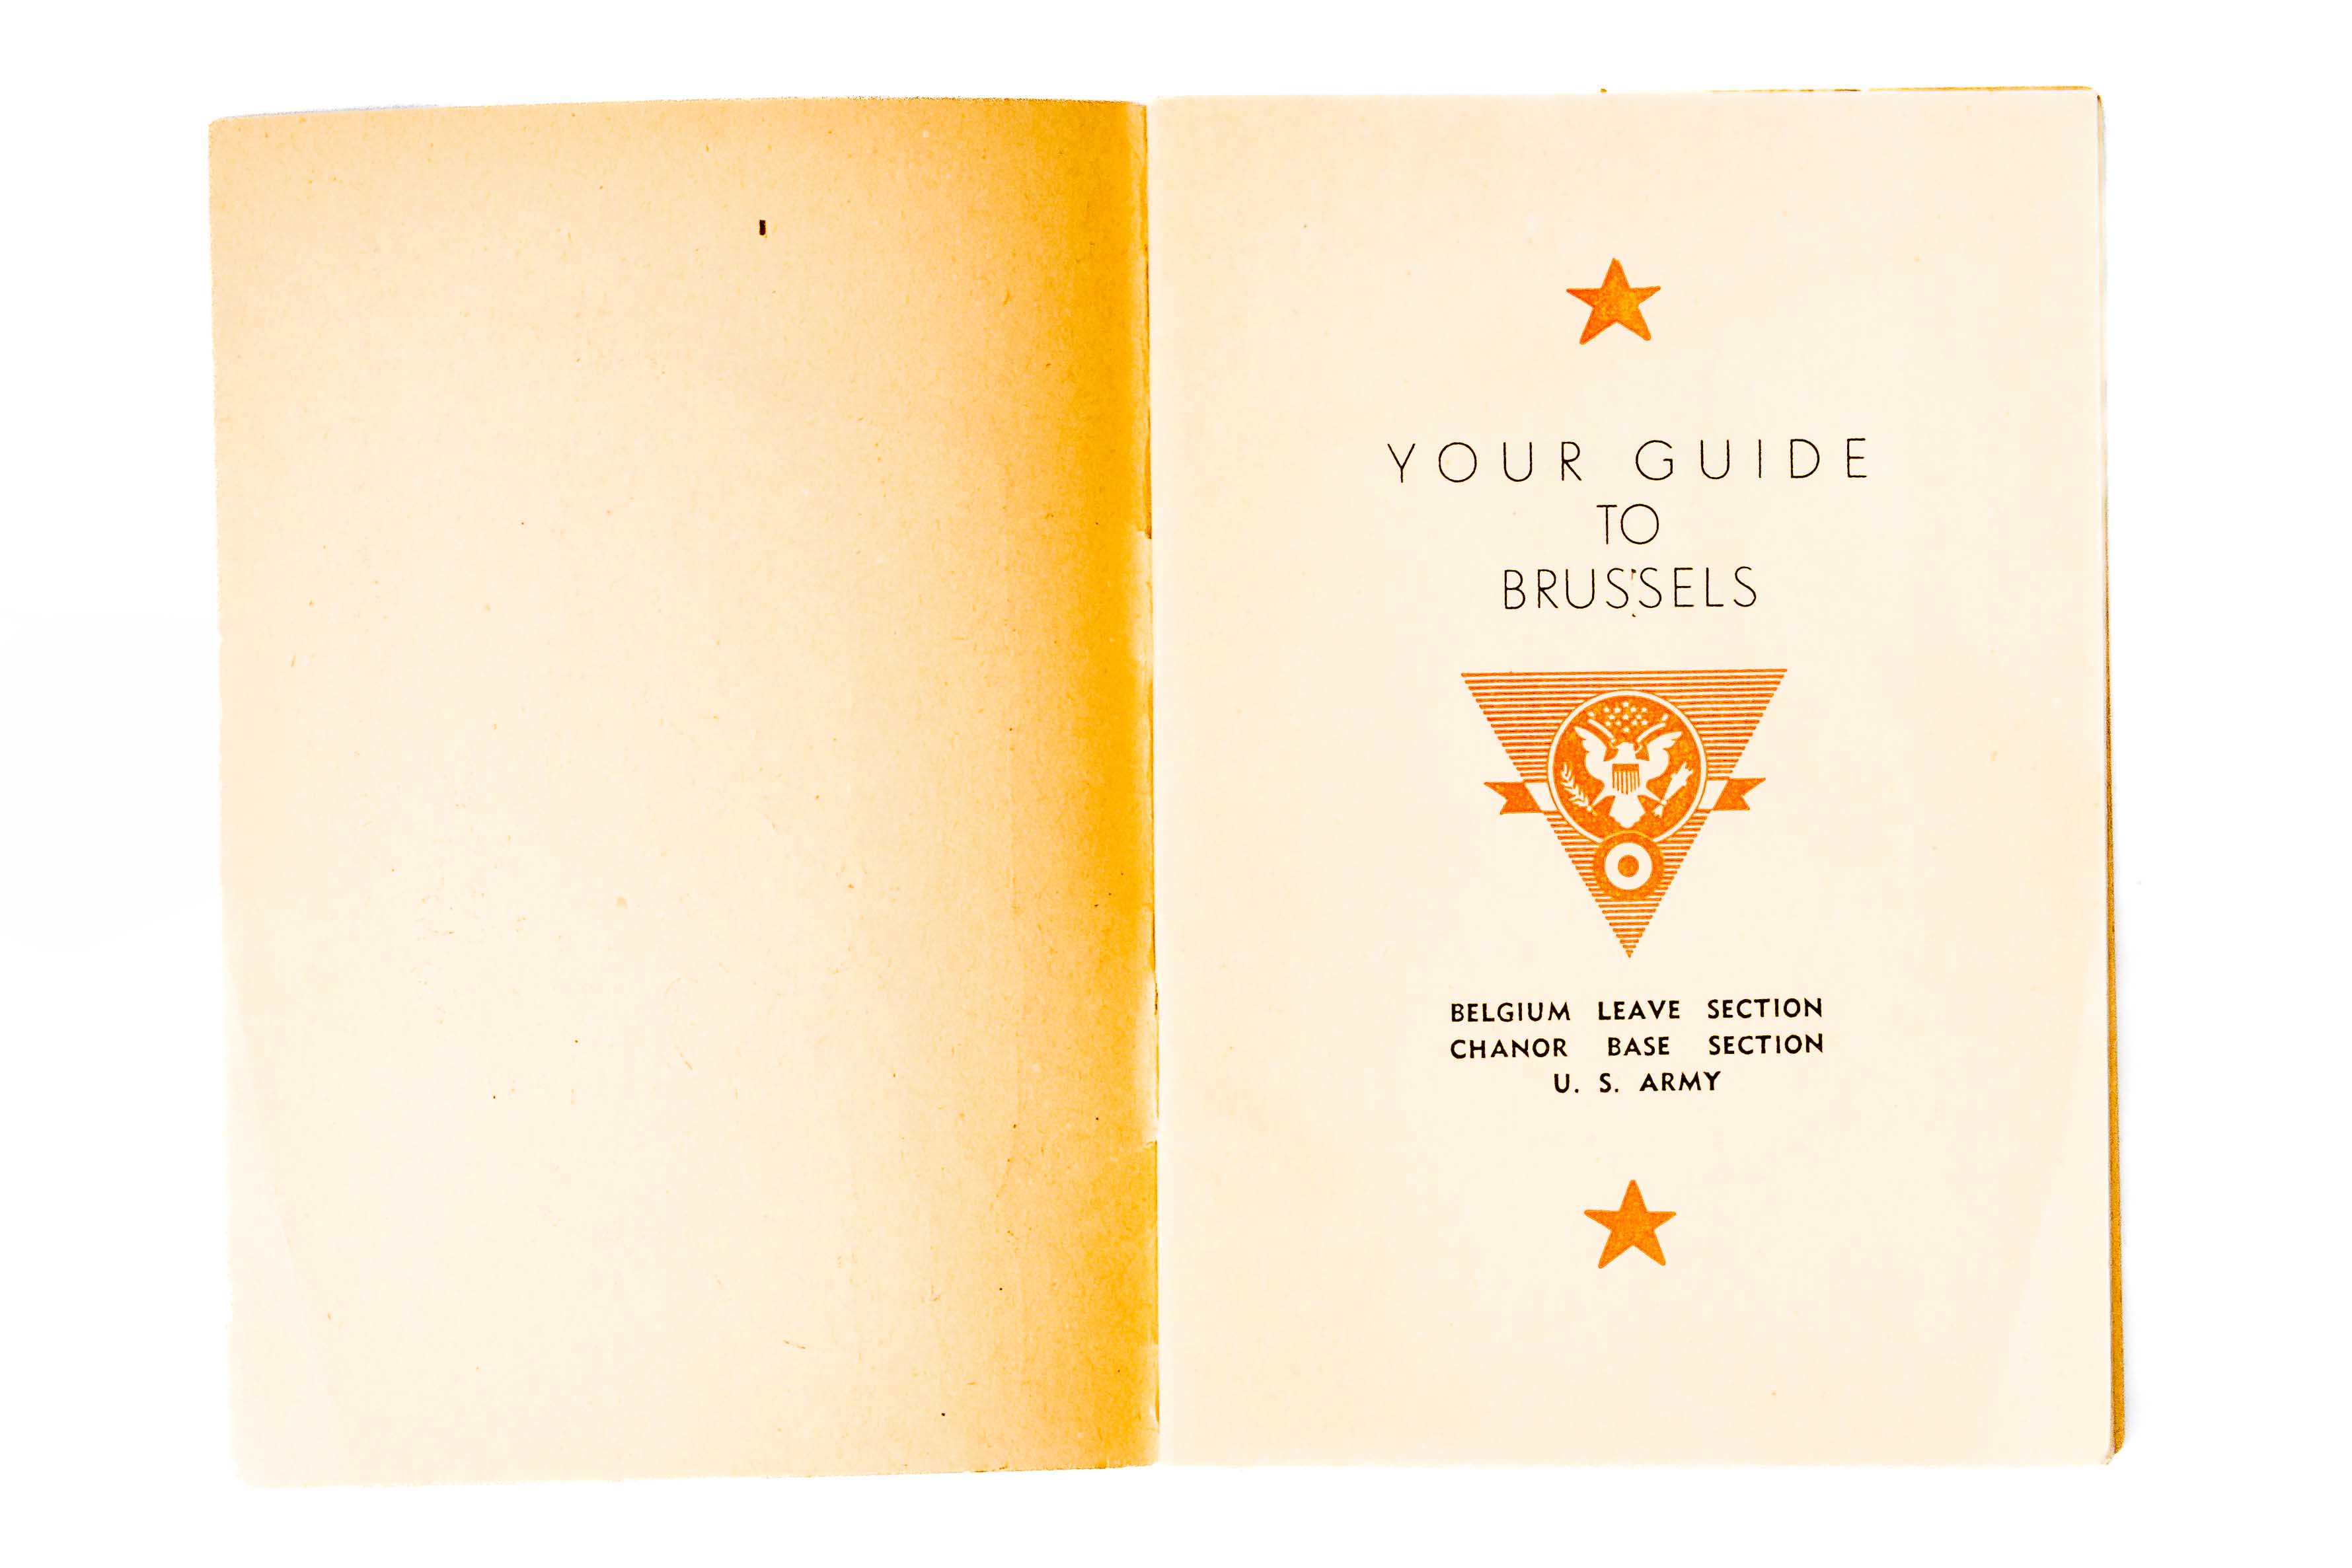 YOUR GUIDE
TO
BRUSSELS
BELGIUM LEAVE SECTION
CHANOR BASE SECTION
U. S. ARMY